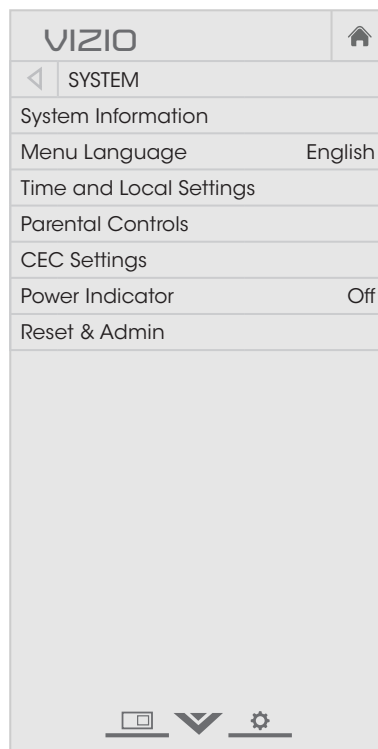 VIZIO
SYSTEM
System Information
Menu Language English
Time and Local Settings
Parental Controls
CEC Settings
Power Indicator Off
Reset & Admin